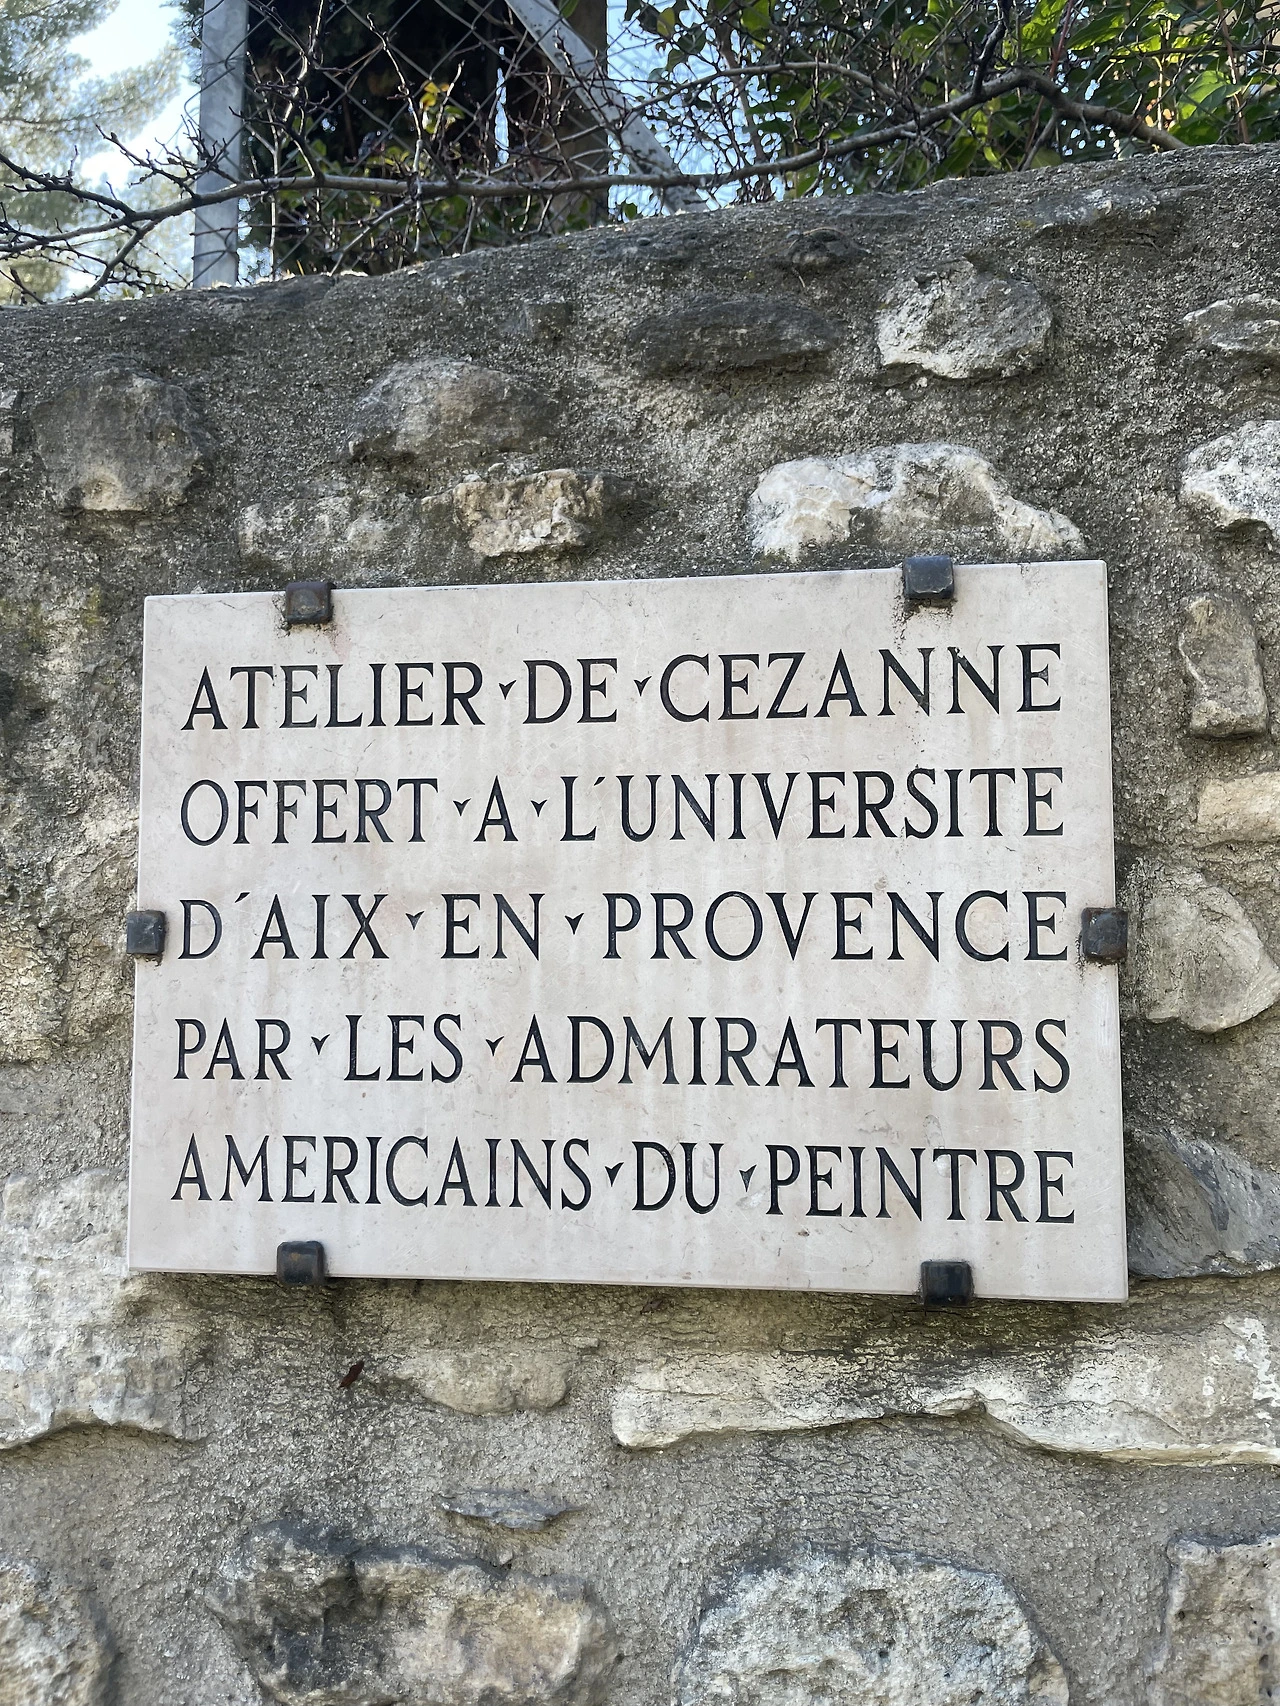 ATELIER DE CEZANNE
OFFERT A L'UNIVERSITE
D'AIX EN PROVENCE
PAR LES ADMIRATEURS
AMERICAINS DU PEINTRE